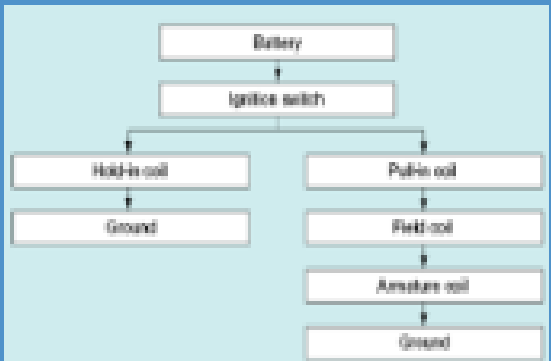 Battery
Ignition switch
Hold-in coil
Pull-in coil
Ground
Field coil
Armature coil
Ground